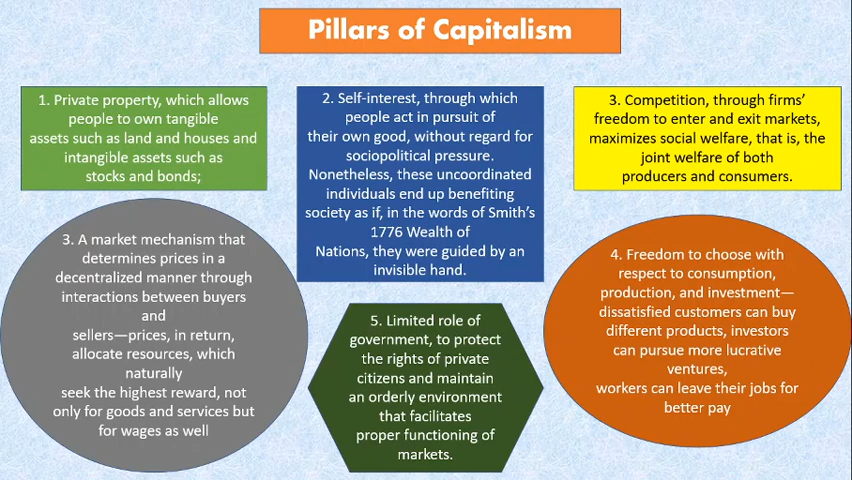 Pillars of Capitalism
1. Private property, which allows
people to own tangible
assets such as land and houses and
intangible assets such as
stocks and bonds;
2. Self-interest, through which
people act in pursuit of
their own good, without regard for
sociopolitical pressure.
Nonetheless, these uncoordinated
individuals end up benefiting
society as if, in the words of Smith's
1776 Wealth of
Nations, they were guided by an
invisible hand.
3. Competition, through firms'
freedom to enter and exit markets,
maximizes social welfare, that is, the
joint welfare of both
producers and consumers.
3. A market mechanism that
determines prices in a
decentralized manner through
interactions between buyers
and
sellers—prices, in return,
allocate resources, which
naturally
seek the highest reward, not
only for goods and services but
for wages as well
5. Limited role of
government, to protect
the rights of private
citizens and maintain
an orderly environment
that facilitates
proper functioning of
markets.
4. Freedom to choose with
respect to consumption,
production, and investment—
dissatisfied customers can buy
different products, investors
can pursue more lucrative
ventures,
workers can leave their jobs for
better pay